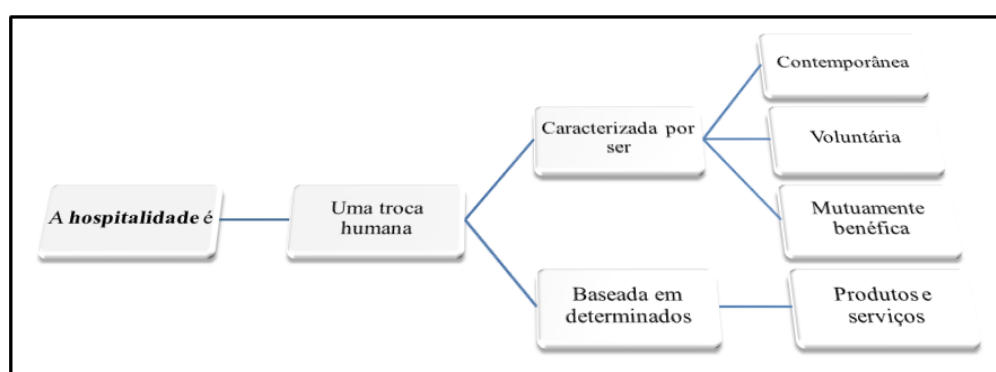 A hospitalidade é
Uma troca
humana
Caracterizada por
ser
Contemporânea
Voluntária
Mutuamente
benéfica
Baseada em
determinados
Produtos e
serviços